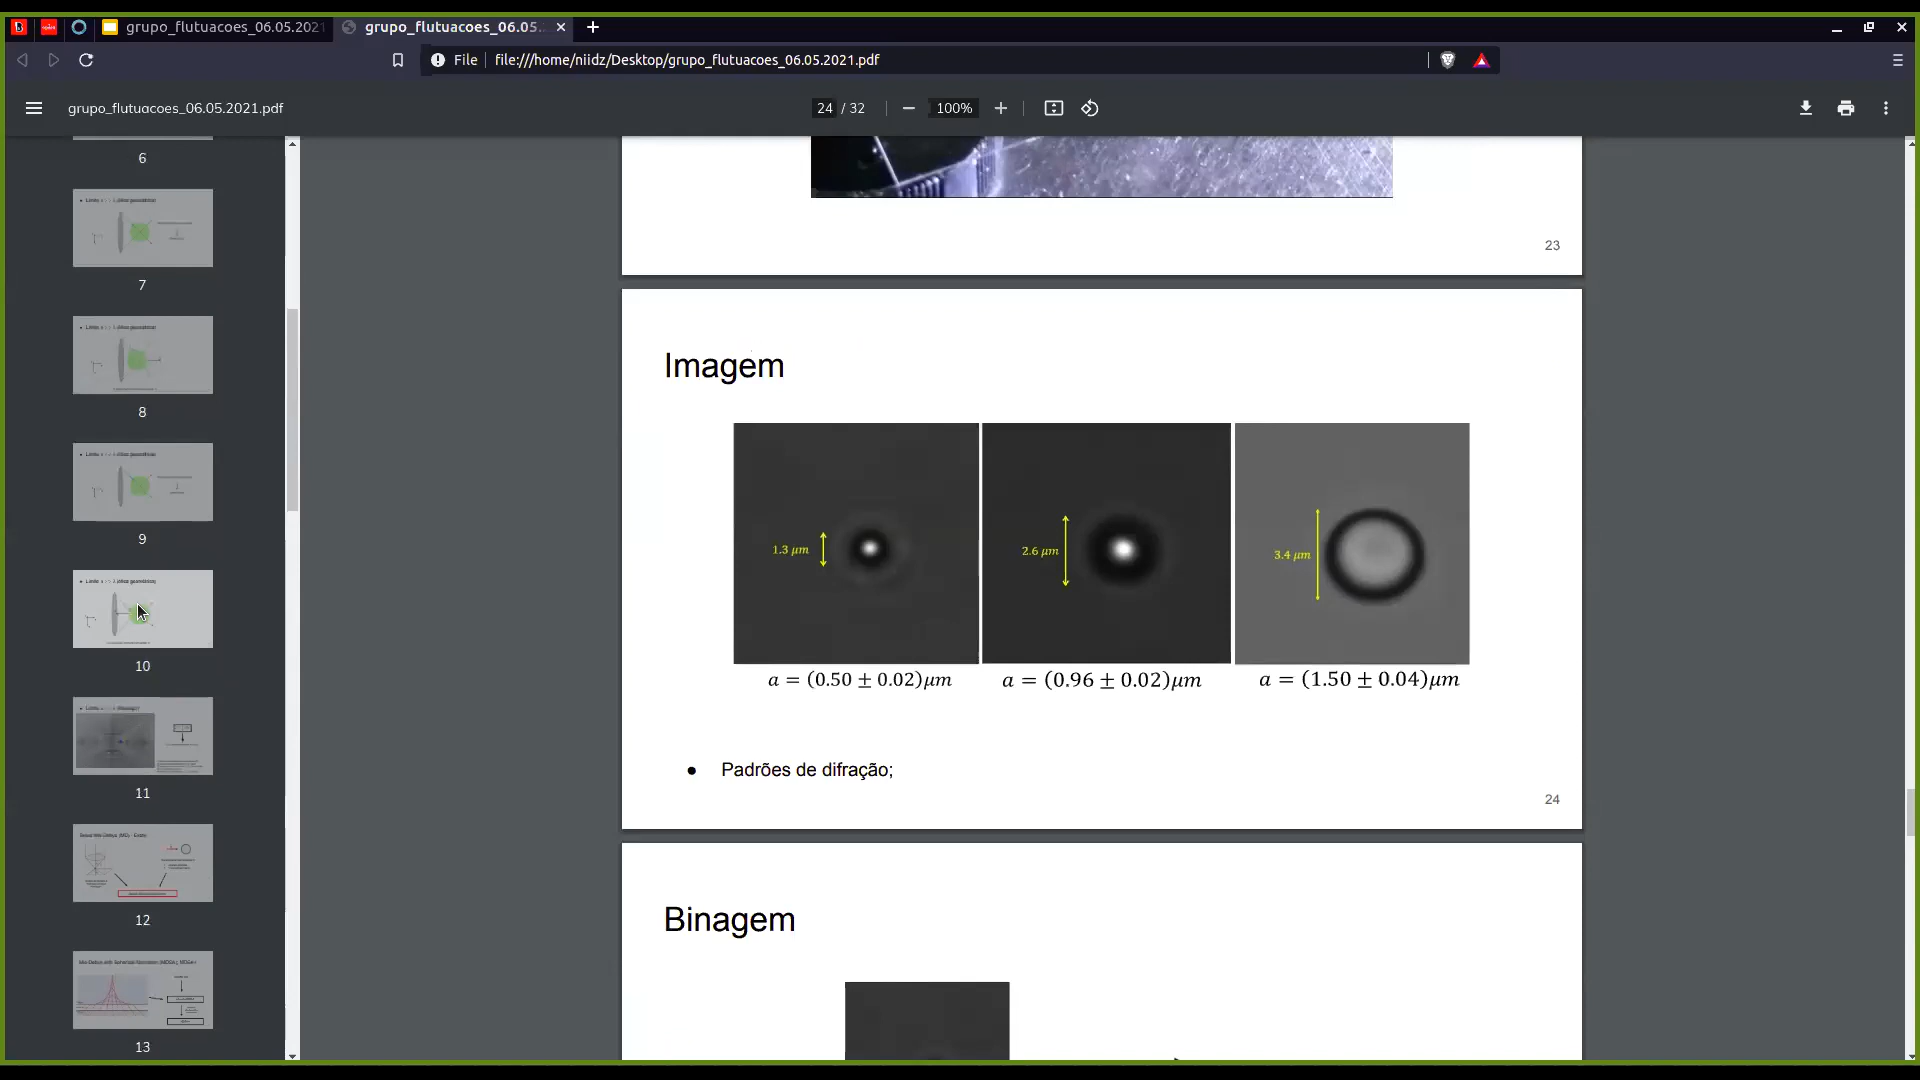 grupo_flutuacoes_06.05.2021
grupo_flutuacoes_06.05.
File
file:///home/niidz/Desktop/grupo_flutuacoes_06.05.2021.pdf
grupo_flutuacoes_06.05.2021.pdf
24 / 32
100%
6
7
8
9
10
11
12
13
23
Imagem
1.3 μm
2.6 μm
3.4 μm
a = (0.50 ± 0.02)μm
a = (0.96 ± 0.02)μm
a = (1.50 ± 0.04)μm
● Padrões de difração;
24
Binagem